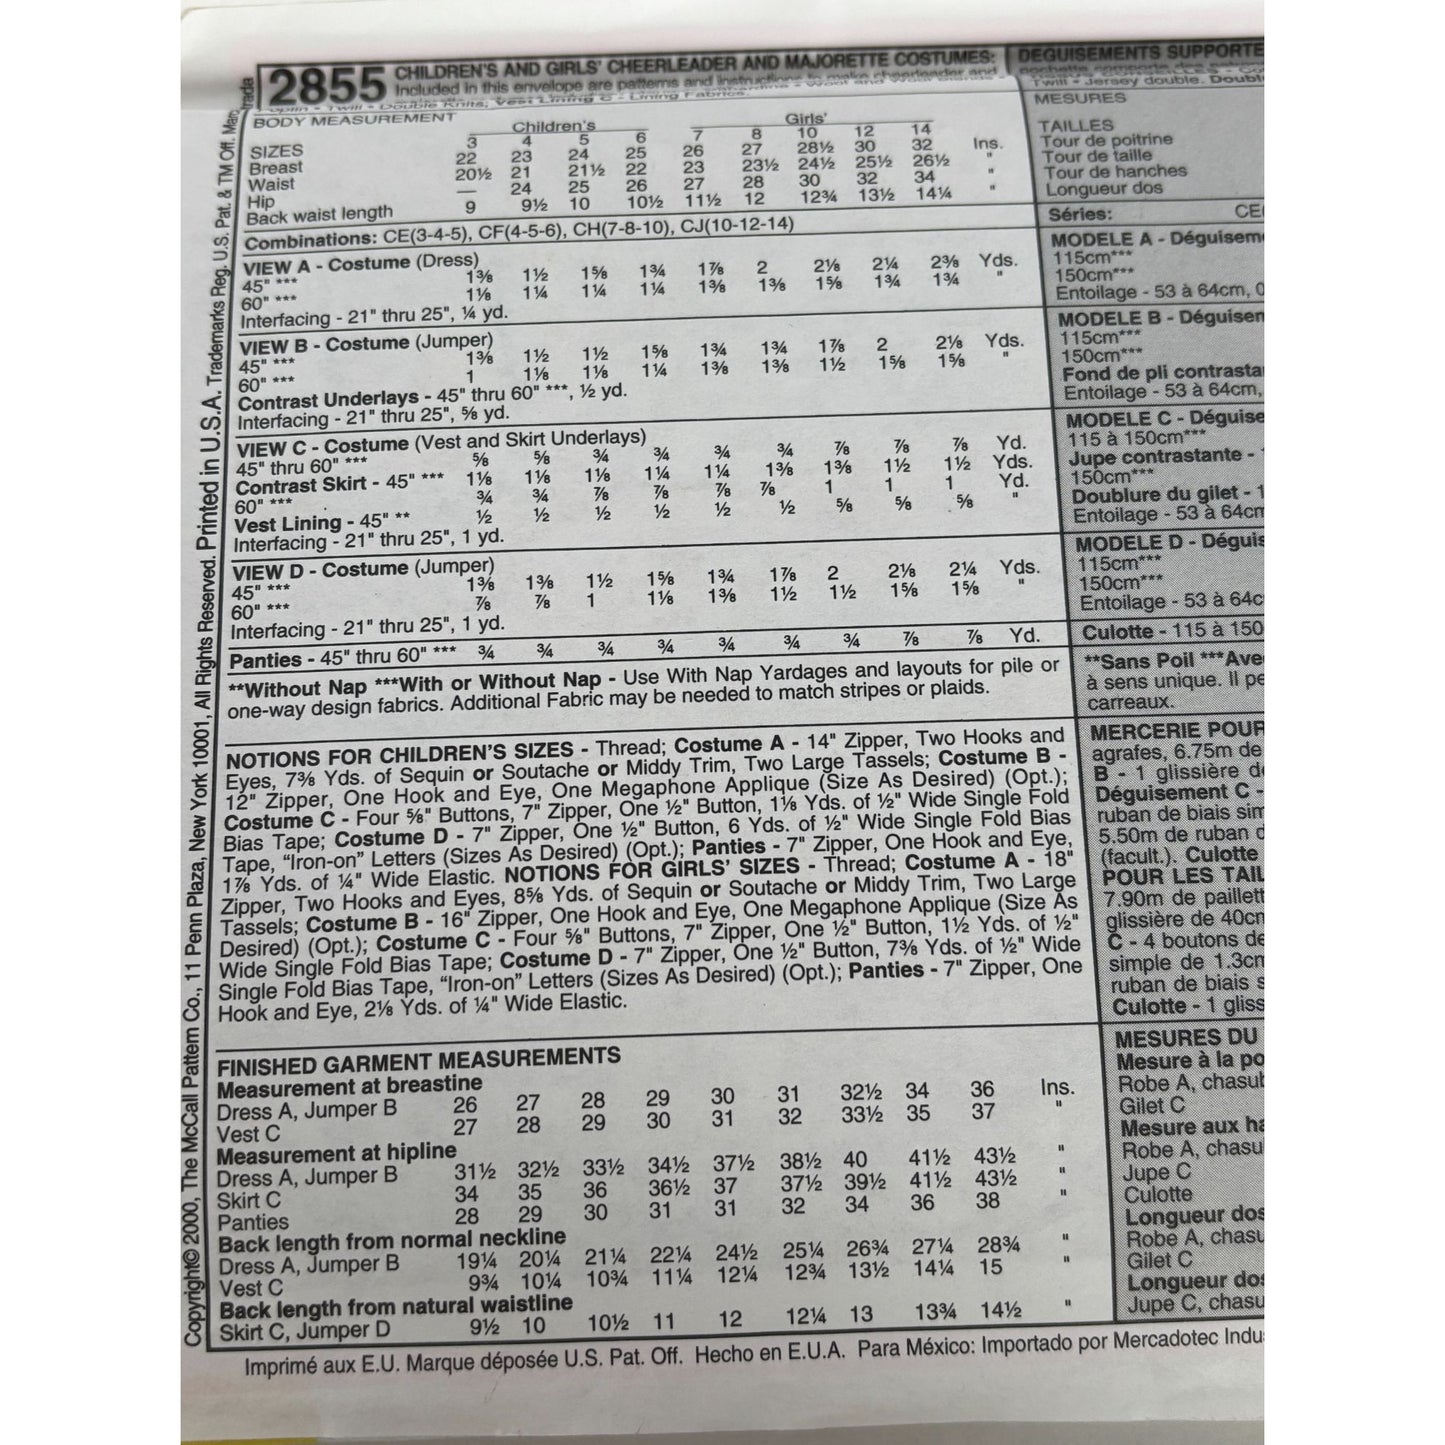 2855 CHILDREN'S AND GIRLS' CHEERLEADER AND MAJORETTE COSTUMES:
Included in this envelope are patterns and instructions to make cheerleader and
Poplin • Twill • Double Knits; Vest Lining C - Lining Fabrics.
BODY MEASUREMENT Children's Girls'
SIZES 3 4 5 6 7 8 10 12 14
Breast 22 23 24 25 26 27 28½ 30 32 Ins.
Waist 20½ 21 21½ 22 23 23½ 24½ 25½ 26½ "
Hip — 24 25 26 27 28 30 32 34 "
Back waist length 9 9½ 10 10½ 11½ 12 12¾ 13½ 14¼ "
Combinations: CE(3-4-5), CF(4-5-6), CH(7-8-10), CJ(10-12-14)
VIEW A - Costume (Dress)
45" *** 1⅜ 1½ 1⅝ 1¾ 1⅞ 2 2⅛ 2¼ 2⅜ Yds.
60" *** 1⅛ 1¼ 1¼ 1¼ 1⅜ 1⅜ 1⅝ 1¾ 1¾ "
Interfacing - 21" thru 25", ¼ yd.
VIEW B - Costume (Jumper)
45" *** 1⅜ 1½ 1½ 1⅝ 1¾ 1¾ 1⅞ 2 2⅛ Yds.
60" *** 1 1⅛ 1⅛ 1¼ 1⅜ 1⅜ 1½ 1⅝ 1⅝ "
Contrast Underlays - 45" thru 60" ***, ½ yd.
Interfacing - 21" thru 25", ⅝ yd.
VIEW C - Costume (Vest and Skirt Underlays)
45" thru 60" *** ⅝ ⅝ ¾ ¾ ¾ ¾ ⅞ ⅞ ⅞ Yd.
Contrast Skirt - 45" *** 1⅛ 1⅛ 1⅛ 1¼ 1¼ 1⅜ 1⅜ 1½ 1½ Yds.
60" *** ¾ ¾ ⅞ ⅞ ⅞ ⅞ 1 1 1 Yd.
Vest Lining - 45" ** ½ ½ ½ ½ ½ ½ ⅝ ⅝ ⅝ "
Interfacing - 21" thru 25", 1 yd.
VIEW D - Costume (Jumper)
45" *** 1⅜ 1⅜ 1½ 1⅝ 1¾ 1⅞ 2 2⅛ 2¼ Yds.
60" *** ⅞ ⅞ 1 1⅛ 1⅜ 1½ 1½ 1⅝ 1⅝ "
Interfacing - 21" thru 25", 1 yd.
Panties - 45" thru 60" *** ¾ ¾ ¾ ¾ ¾ ¾ ¾ ⅞ ⅞ Yd.
**Without Nap ***With or Without Nap - Use With Nap Yardages and layouts for pile or
one-way design fabrics. Additional Fabric may be needed to match stripes or plaids.
NOTIONS FOR CHILDREN'S SIZES - Thread; Costume A - 14" Zipper, Two Hooks and
Eyes, 7⅜ Yds. of Sequin or Soutache or Middy Trim, Two Large Tassels; Costume B -
12" Zipper, One Hook and Eye, One Megaphone Applique (Size As Desired) (Opt.);
Costume C - Four ⅝" Buttons, 7" Zipper, One ½" Button, 1⅛ Yds. of ½" Wide Single Fold
Bias Tape; Costume D - 7" Zipper, One ½" Button, 6 Yds. of ½" Wide Single Fold Bias
Tape, "Iron-on" Letters (Sizes As Desired) (Opt.); Panties - 7" Zipper, One Hook and Eye,
1⅞ Yds. of ¼" Wide Elastic. NOTIONS FOR GIRLS' SIZES - Thread; Costume A - 18"
Zipper, Two Hooks and Eyes, 8⅝ Yds. of Sequin or Soutache or Middy Trim, Two Large
Tassels; Costume B - 16" Zipper, One Hook and Eye, One Megaphone Applique (Size As
Desired) (Opt.); Costume C - Four ⅝" Buttons, 7" Zipper, One ½" Button, 1½ Yds. of ½"
Wide Single Fold Bias Tape; Costume D - 7" Zipper, One ½" Button, 7⅜ Yds. of ½" Wide
Single Fold Bias Tape, "Iron-on" Letters (Sizes As Desired) (Opt.); Panties - 7" Zipper, One
Hook and Eye, 2⅛ Yds. of ¼" Wide Elastic.
FINISHED GARMENT MEASUREMENTS
Measurement at breastine
Dress A, Jumper B 26 27 28 29 30 31 32½ 34 36 Ins.
Vest C 27 28 29 30 31 32 33½ 35 37 "
Measurement at hipline
Dress A, Jumper B 31½ 32½ 33½ 34½ 37½ 38½ 40 41½ 43½ "
Skirt C 34 35 36 36½ 37 37½ 39½ 41½ 43½ "
Panties 28 29 30 31 31 32 34 36 38 "
Back length from normal neckline
Dress A, Jumper B 19¼ 20¼ 21¼ 22¼ 24½ 25¼ 26¾ 27¼ 28¾ "
Vest C 9¾ 10¼ 10¾ 11¼ 12¼ 12¾ 13½ 14¼ 15 "
Back length from natural waistline
Skirt C, Jumper D 9½ 10 10½ 11 12 12¼ 13 13¾ 14½ "
Imprimé aux E.U. Marque déposée U.S. Pat. Off. Hecho en E.U.A. Para México: Importado por Mercadotec Indu
Copyright© 2000, The McCall Pattern Co., 11 Penn Plaza, New York 10001, All Rights Reserved. Printed in U.S.A. Trademarks Reg. U.S. Pat. & TM Off. Marc
DEGUISEMENTS SUPPORTE
Twill • Jersey double. Doubl
MESURES
TAILLES
Tour de poitrine
Tour de taille
Tour de hanches
Longueur dos
Séries: CE(
MODELE A - Déguisem
115cm***
150cm***
Entoilage - 53 à 64cm, 0
MODELE B - Déguisem
115cm***
150cm***
Fond de pli contrasta
Entoilage - 53 à 64cm,
MODELE C - Déguise
115 à 150cm***
Jupe contrastante - 1
150cm***
Doublure du gilet - 1
Entoilage - 53 à 64cm
MODELE D - Déguis
115cm***
150cm***
Entoilage - 53 à 64c
Culotte - 115 à 150
**Sans Poil ***Ave
à sens unique. Il pe
carreaux.
MERCERIE POUR
agrafes, 6.75m de
B - 1 glissière d
Déguisement C -
ruban de biais sim
5.50m de ruban d
(facult.). Culotte
POUR LES TAIL
7.90m de paillett
glissière de 40cm
C - 4 boutons de
simple de 1.3cm
ruban de biais s
Culotte - 1 gliss
MESURES DU
Mesure à la po
Robe A, chasub
Gilet C
Mesure aux ha
Robe A, chasu
Jupe C
Culotte
Longueur dos
Robe A, chasu
Gilet C
Longueur dos
Jupe C, chasu